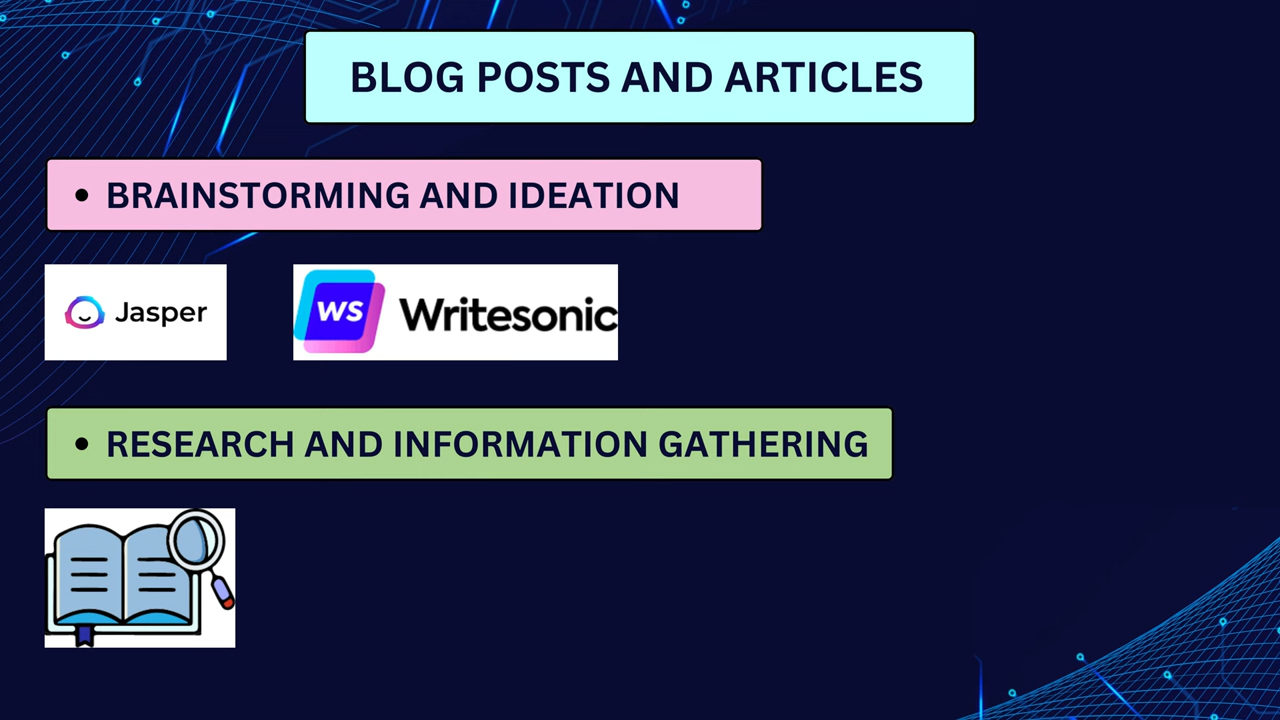 BLOG POSTS AND ARTICLES
• BRAINSTORMING AND IDEATION
Jasper
WS Writesonic
• RESEARCH AND INFORMATION GATHERING